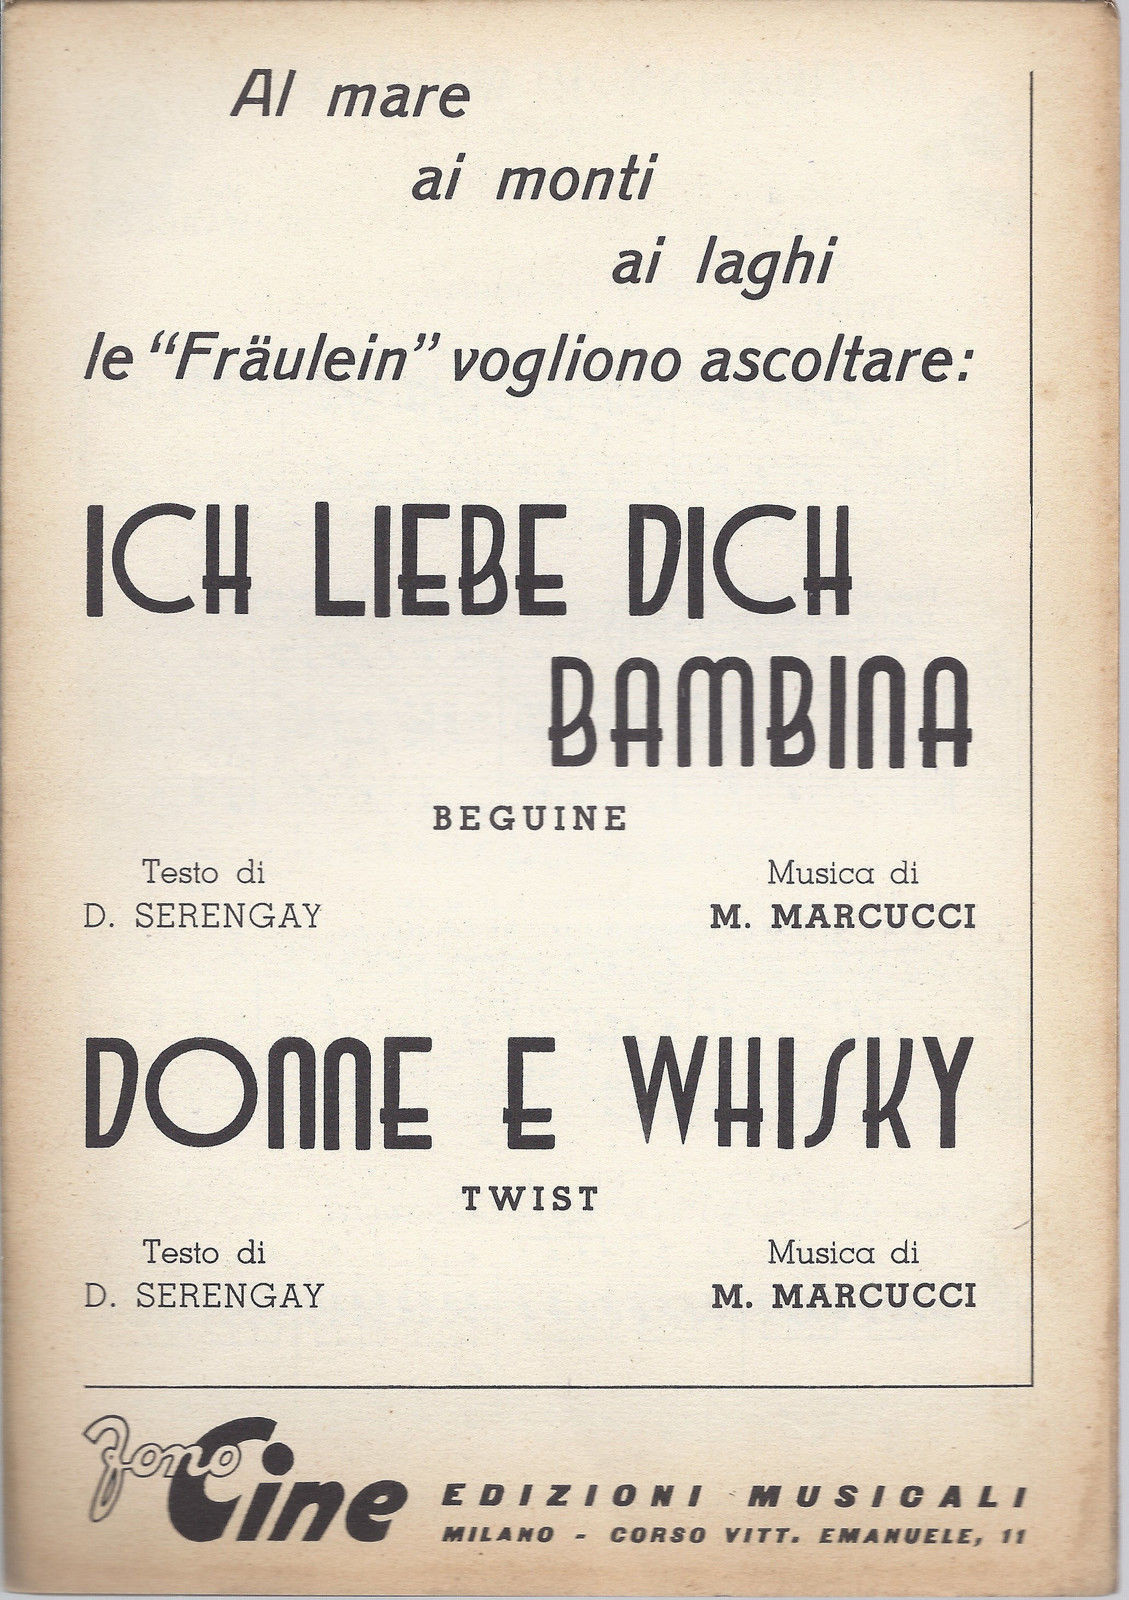 Al mare
ai monti
ai laghi
le “Fräulein” vogliono ascoltare:
ICH LIEBE DICH
BAMBINA
BEGUINE
Testo di Musica di
D. SERENGAY M. MARCUCCI
DONNE E WHISKY
TWIST
Testo di Musica di
D. SERENGAY M. MARCUCCI
Fono Cine EDIZIONI MUSICALI
MILANO - CORSO VITT. EMANUELE, 11